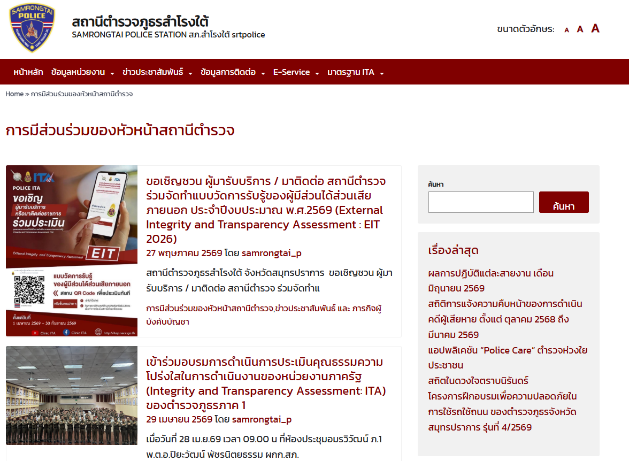 SAMRONGTAI
POLICE
สถานีตำรวจภูธรสำโรงใต้
SAMRONGTAI POLICE STATION สภ.สำโรงใต้ srtpolice
ขนาดตัวอักษร: A A A
หน้าหลัก ข้อมูลหน่วยงาน ข่าวประชาสัมพันธ์ ข้อมูลการติดต่อ E-Service มาตรฐาน ITA
Home » การมีส่วนร่วมของหัวหน้าสถานีตำรวจ
การมีส่วนร่วมของหัวหน้าสถานีตำรวจ
POLICE ITA
ITA
ขอเชิญ
ผู้มารับบริการ
หรือมาติดต่อราชการ
ร่วมประเมิน
EIT
แบบวัดการรับรู้
ของผู้มีส่วนได้ส่วนเสียภายนอก
SCAN QR CODE เพื่อประเมินทันที
ขอเชิญชวน ผู้มารับบริการ / มาติดต่อ สถานีตำรวจ
ร่วมจัดทำแบบวัดการรับรู้ของผู้มีส่วนได้ส่วนเสีย
ภายนอก ประจำปีงบประมาณ พ.ศ.2569 (External
Integrity and Transparency Assessment : EIT
2026)
27 พฤษภาคม 2569 โดย samrongtai_p
สถานีตำรวจภูธรสำโรงใต้ จังหวัดสมุทรปราการ ขอเชิญชวน ผู้มา
รับบริการ / มาติดต่อ สถานีตำรวจ ร่วมจัดทำแ
การมีส่วนร่วมของหัวหน้าสถานีตำรวจ,ข่าวประชาสัมพันธ์ และ ภารกิจผู้
บังคับบัญชา
เข้าร่วมอบรมการดำเนินการประเมินคุณธรรมความ
โปร่งใสในการดำเนินงานของหน่วยงานภาครัฐ
(Integrity and Transparency Assessment: ITA)
ของตำรวจภูธรภาค 1
29 เมษายน 2569 โดย samrongtai_p
เมื่อวันที่ 28 เม.ย.69 เวลา 09.00 น ที่ห้องประชุมอมรวิวัฒน์ ภ.1
พ.ต.อ.ปิยะวัฒน์ พัชรนิตยธรรม ผกก.สภ.
ค้นหา
ค้นหา
เรื่องล่าสุด
ผลการปฏิบัติแต่ละสายงาน เดือน
มิถุนายน 2569
สถิติการแจ้งความคืบหน้าของการดำเนิน
คดีผู้เสียหาย ตั้งแต่ ตุลาคม 2568 ถึง
มีนาคม 2569
แอปพลิเคชัน "Police Care" ตำรวจห่วงใย
ประชาชน
สถิตในดวงใจตราบนิรันดร์
โครงการฝึกอบรมเพื่อความปลอดภัยใน
การใช้รถใช้ถนน ของตำรวจภูธรจังหวัด
สมุทรปราการ รุ่นที่ 4/2569